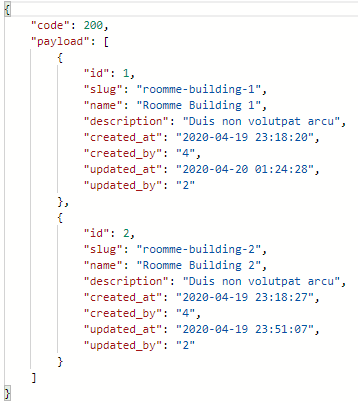 {
    "code": 200,
    "payload": [
        {
            "id": 1,
            "slug": "roomme-building-1",
            "name": "Roomme Building 1",
            "description": "Duis non volutpat arcu",
            "created_at": "2020-04-19 23:18:20",
            "created_by": "4",
            "updated_at": "2020-04-20 01:24:28",
            "updated_by": "2"
        },
        {
            "id": 2,
            "slug": "roomme-building-2",
            "name": "Roomme Building 2",
            "description": "Duis non volutpat arcu",
            "created_at": "2020-04-19 23:18:27",
            "created_by": "4",
            "updated_at": "2020-04-19 23:51:07",
            "updated_by": "2"
        }
    ]
}